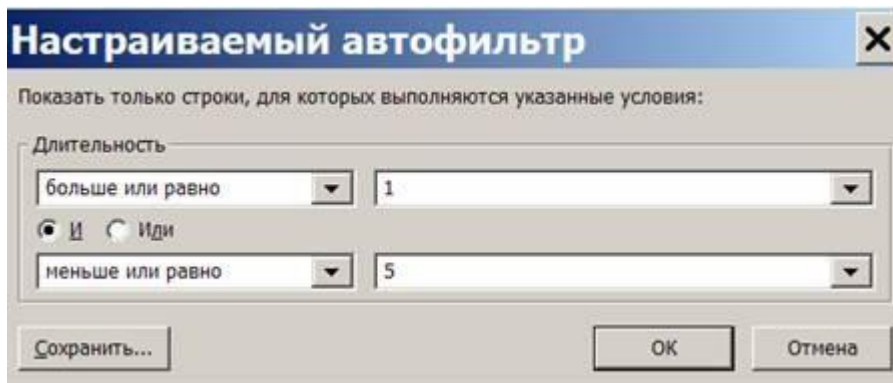 Настраиваемый автофильтр
Показать только строки, для которых выполняются указанные условия:
Длительность
больше или равно 1
И Или
меньше или равно 5
Сохранить... ОК Отмена